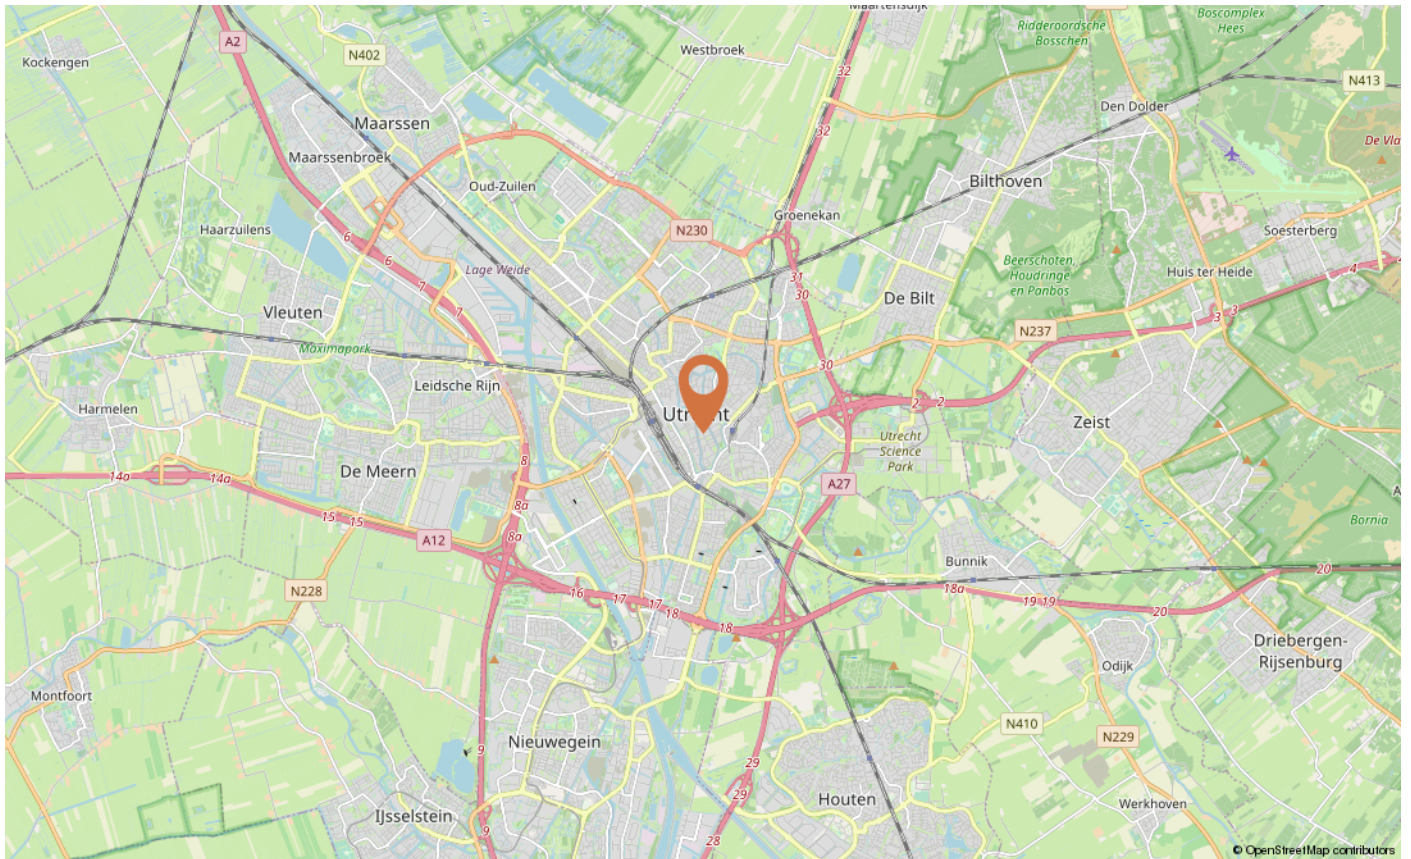 Maartensdijk
Ridderoordsche
Bosschen
Boscomplex
Hees
A2
N402
Westbroek
Kockengen
32
N413
Den Dolder
Maarssen
32
De Vla
Maarssenbroek
Bilthoven
Oud-Zuilen
Groenekan
Haarzuilens
N230
Soesterberg
6
6
Lage Weide
Beerschoten,
Houdringe
en Panbos
Huis ter Heide
4
31
30
7
7
De Bilt
Vleuten
3
3
N237
Maximapark
30
Leidsche Rijn
2
2
Harmelen
Utrecht
Zeist
Utrecht
Science
Park
De Meern
8
14a
14a
A27
8a
15
15
Bornia
A12
8a
Bunnik
20
N228
16
17
17
18
18
18a
19
19
20
Driebergen-
Rijsenburg
Odijk
Montfoort
N410
N229
Nieuwegein
9
29
29
Houten
Werkhoven
IJsselstein
9
28
© OpenStreetMap contributors